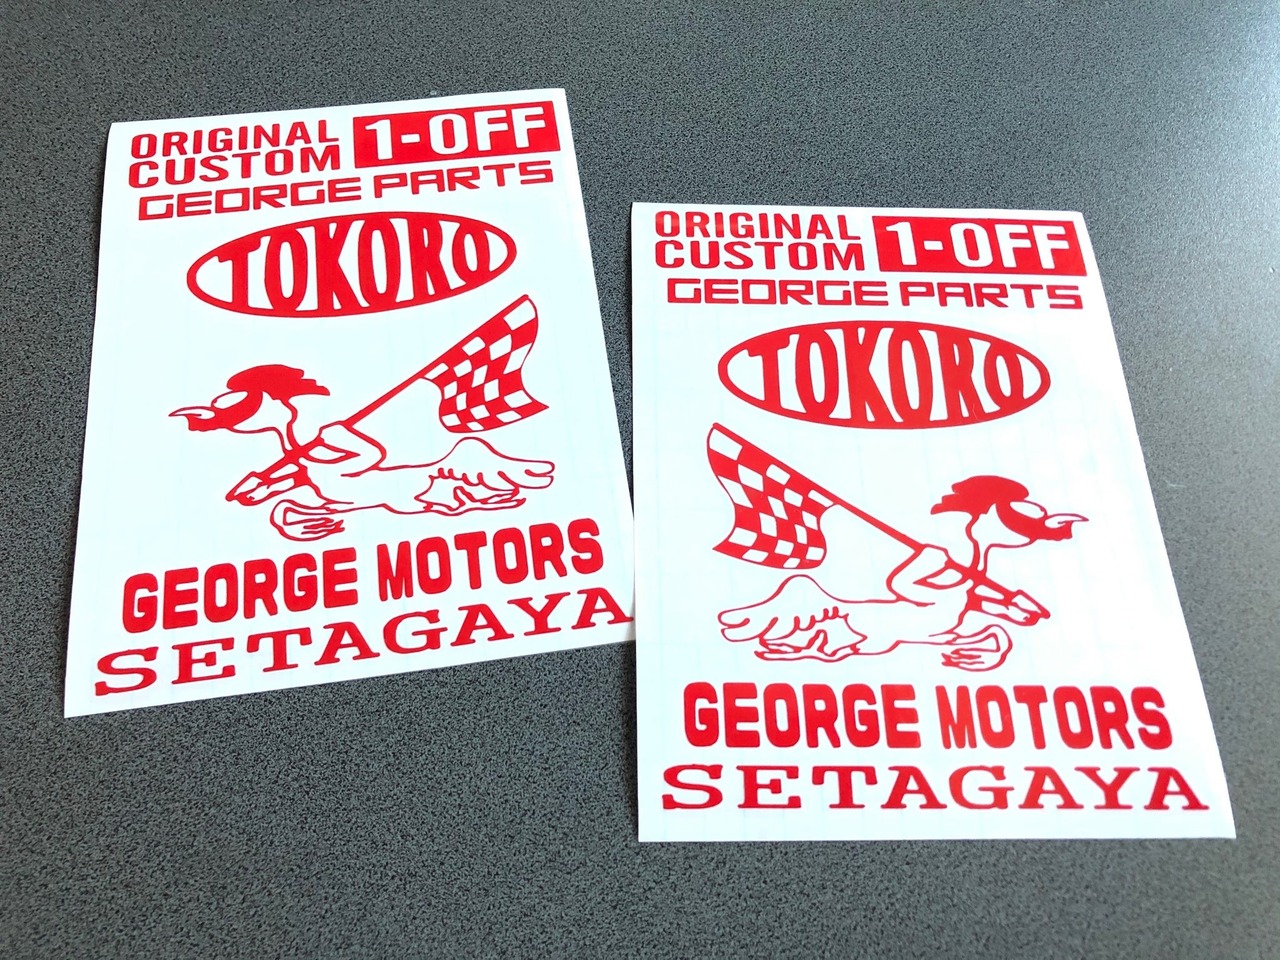 ORIGINAL
CUSTOM
1-OFF
GEORGE PARTS
TOKORO
GEORGE MOTORS
SETAGAYA
ORIGINAL
CUSTOM
1-OFF
GEORGE PARTS
TOKORO
GEORGE MOTORS
SETAGAYA